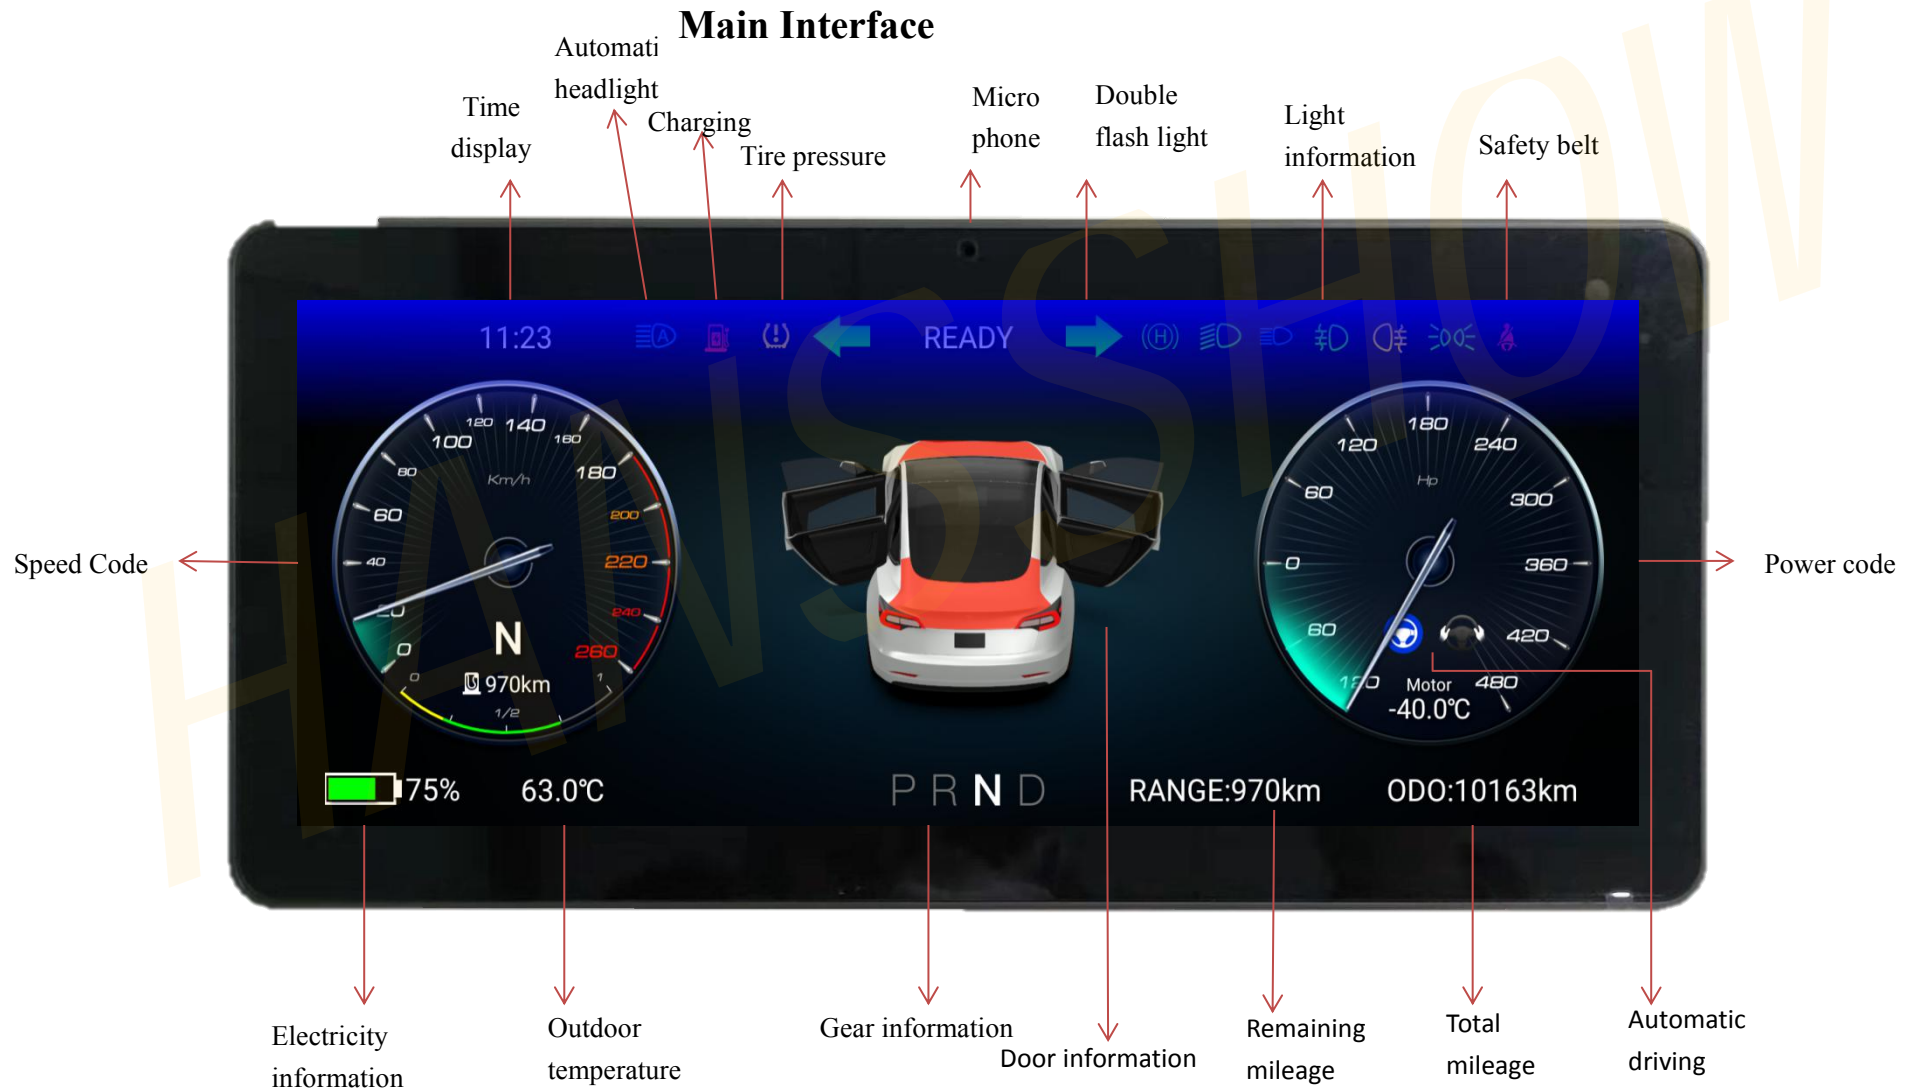 Main Interface
Automati
headlight
Time
display
Charging
Tire pressure
Micro
phone
Double
flash light
Light
information
Safety belt
11:23
A
READY
H
120 140
100 160
80 180
Km/h
60 200
40 220
20 240
0 260
N
970km
0 1
1/2
180
120 240
Hp
60 300
0 360
60 420
120 480
Motor
-40.0℃
Speed Code
Power code
75%
63.0℃
P R N D
RANGE:970km
ODO:10163km
Electricity
information
Outdoor
temperature
Gear information
Door information
Remaining
mileage
Total
mileage
Automatic
driving
HANSSHOW